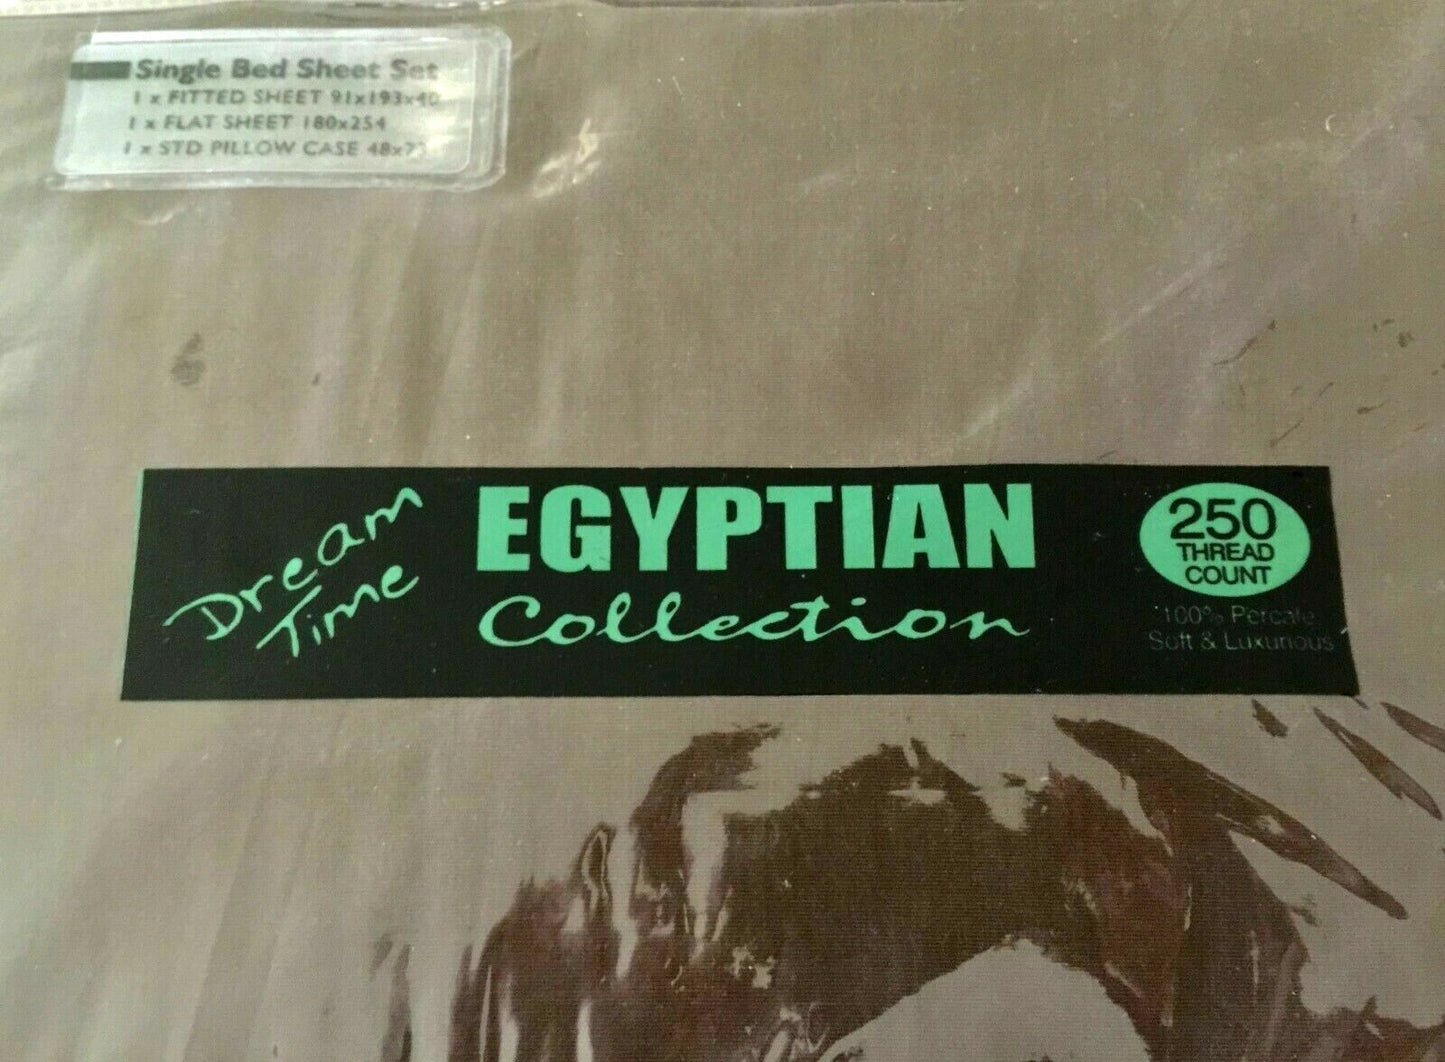 Single Bed Sheet Set
1 x FITTED SHEET 91x193x40
1 x FLAT SHEET 180x254
1 x STD PILLOW CASE
Dream
Time
EGYPTIAN
Collection
250
THREAD
COUNT
100% Percale
Soft & Luxurious